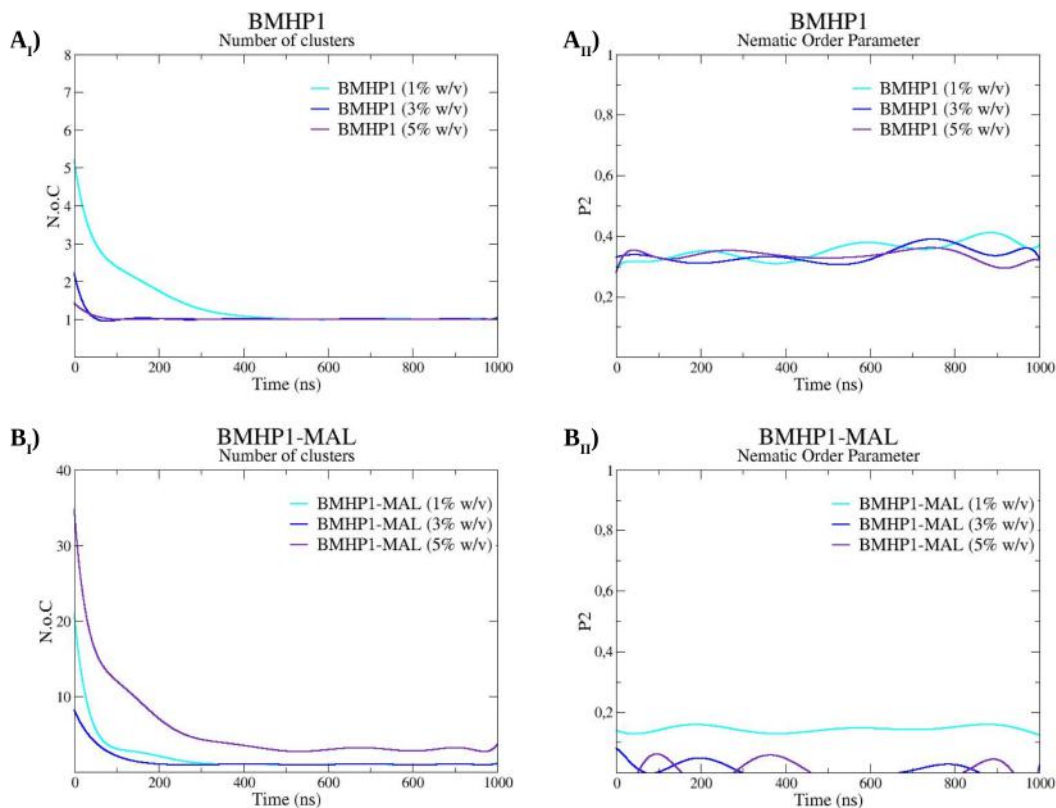 A_I)
BMHP1
Number of clusters
8
7
6
5
4
3
2
1
N.o.C
BMHP1 (1% w/v)
BMHP1 (3% w/v)
BMHP1 (5% w/v)
0 200 400 600 800 1000
Time (ns)
A_II)
BMHP1
Nematic Order Parameter
1
0,8
0,6
0,4
0,2
P2
BMHP1 (1% w/v)
BMHP1 (3% w/v)
BMHP1 (5% w/v)
0 200 400 600 800 1000
Time (ns)
B_I)
BMHP1-MAL
Number of clusters
40
30
20
10
N.o.C
BMHP1-MAL (1% w/v)
BMHP1-MAL (3% w/v)
BMHP1-MAL (5% w/v)
0 200 400 600 800 1000
Time (ns)
B_II)
BMHP1-MAL
Nematic Order Parameter
1
0,8
0,6
0,4
0,2
P2
BMHP1-MAL (1% w/v)
BMHP1-MAL (3% w/v)
BMHP1-MAL (5% w/v)
0 200 400 600 800 1000
Time (ns)